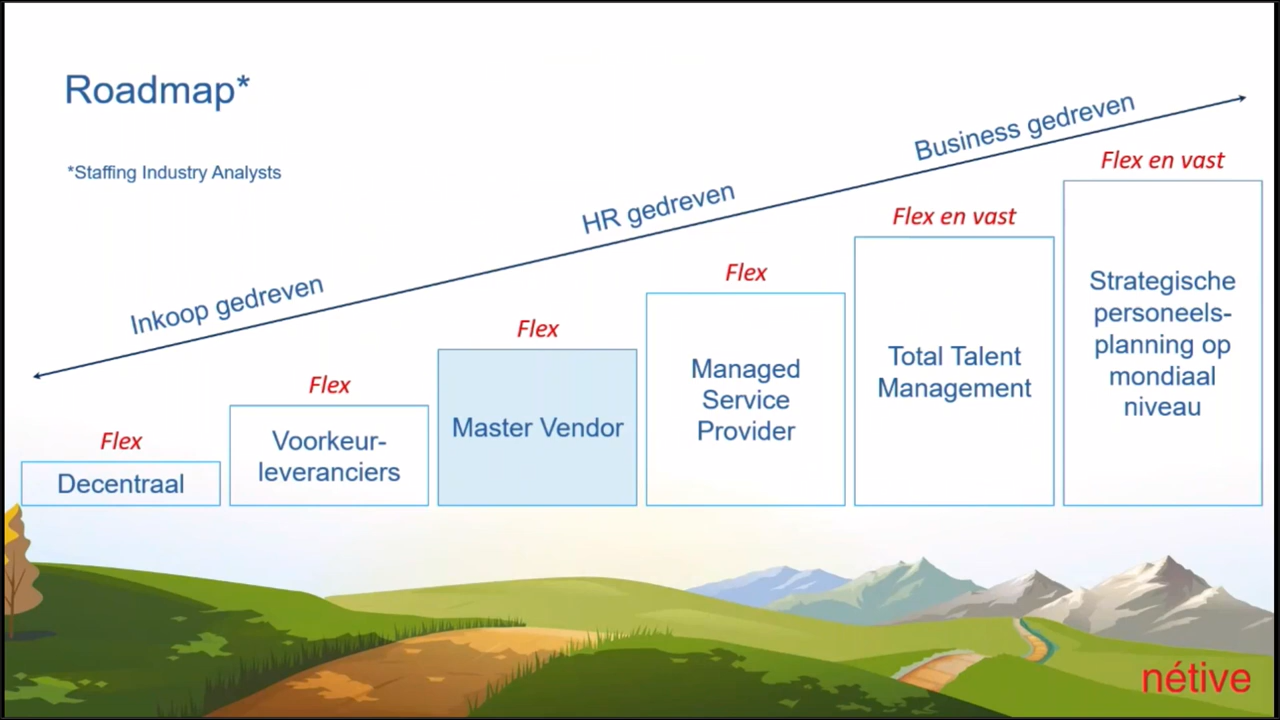 Roadmap*
*Staffing Industry Analysts
Inkoop gedreven
HR gedreven
Business gedreven
Flex
Decentraal
Flex
Voorkeur-
leveranciers
Flex
Master Vendor
Flex
Managed
Service
Provider
Flex en vast
Total Talent
Management
Flex en vast
Strategische
personeels-
planning op
mondiaal
niveau
nétive